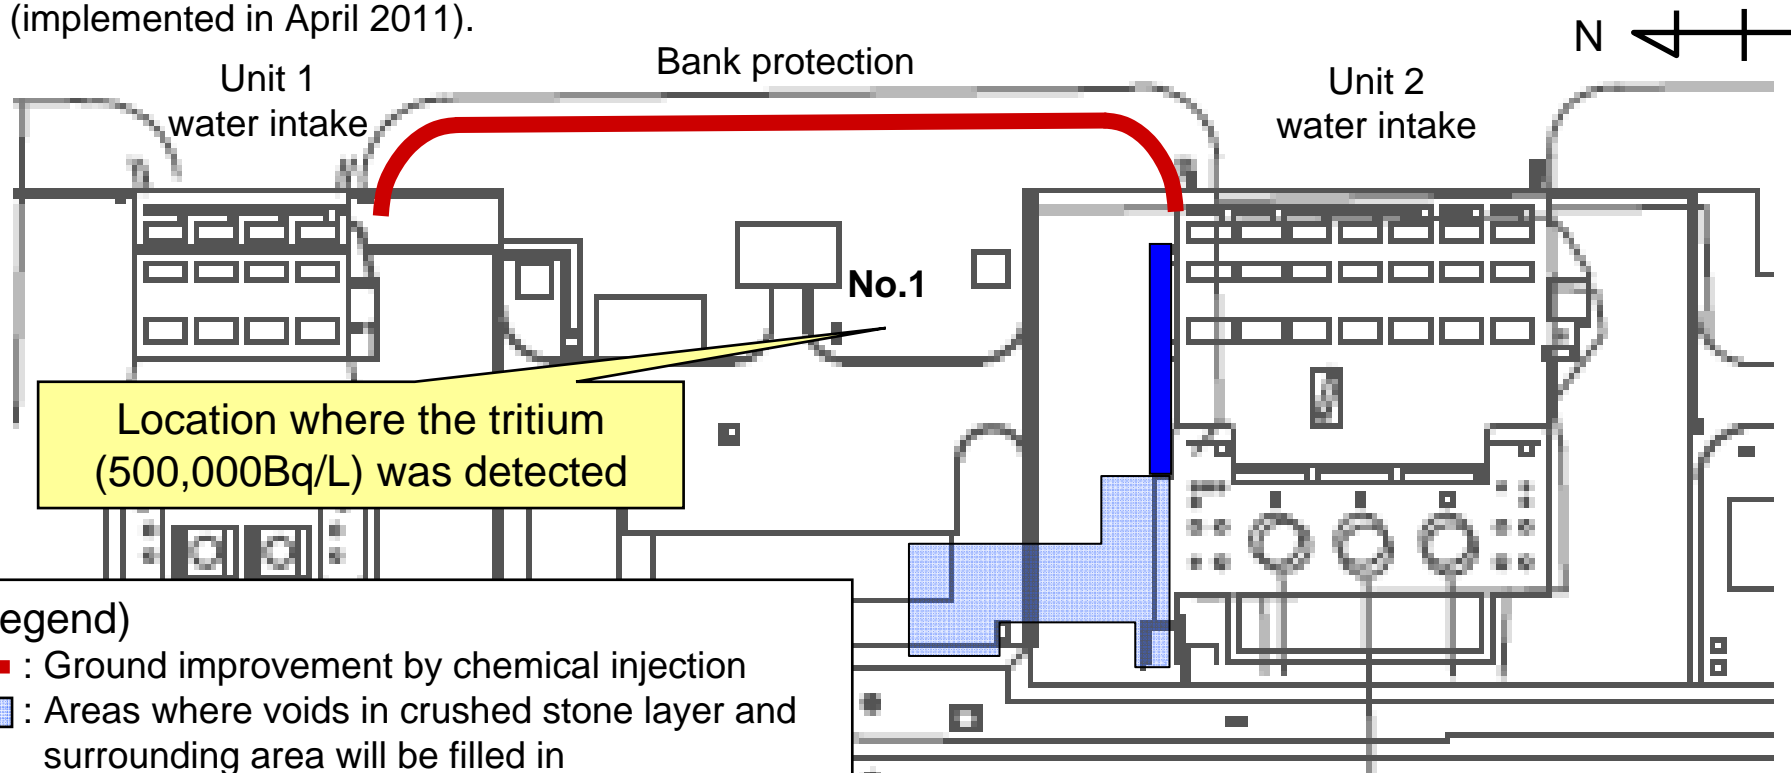 (implemented in April 2011).
N
Bank protection
Unit 1
water intake
Unit 2
water intake
No.1
Location where the tritium
(500,000Bq/L) was detected
egend)
: Ground improvement by chemical injection
: Areas where voids in crushed stone layer and
surrounding area will be filled in